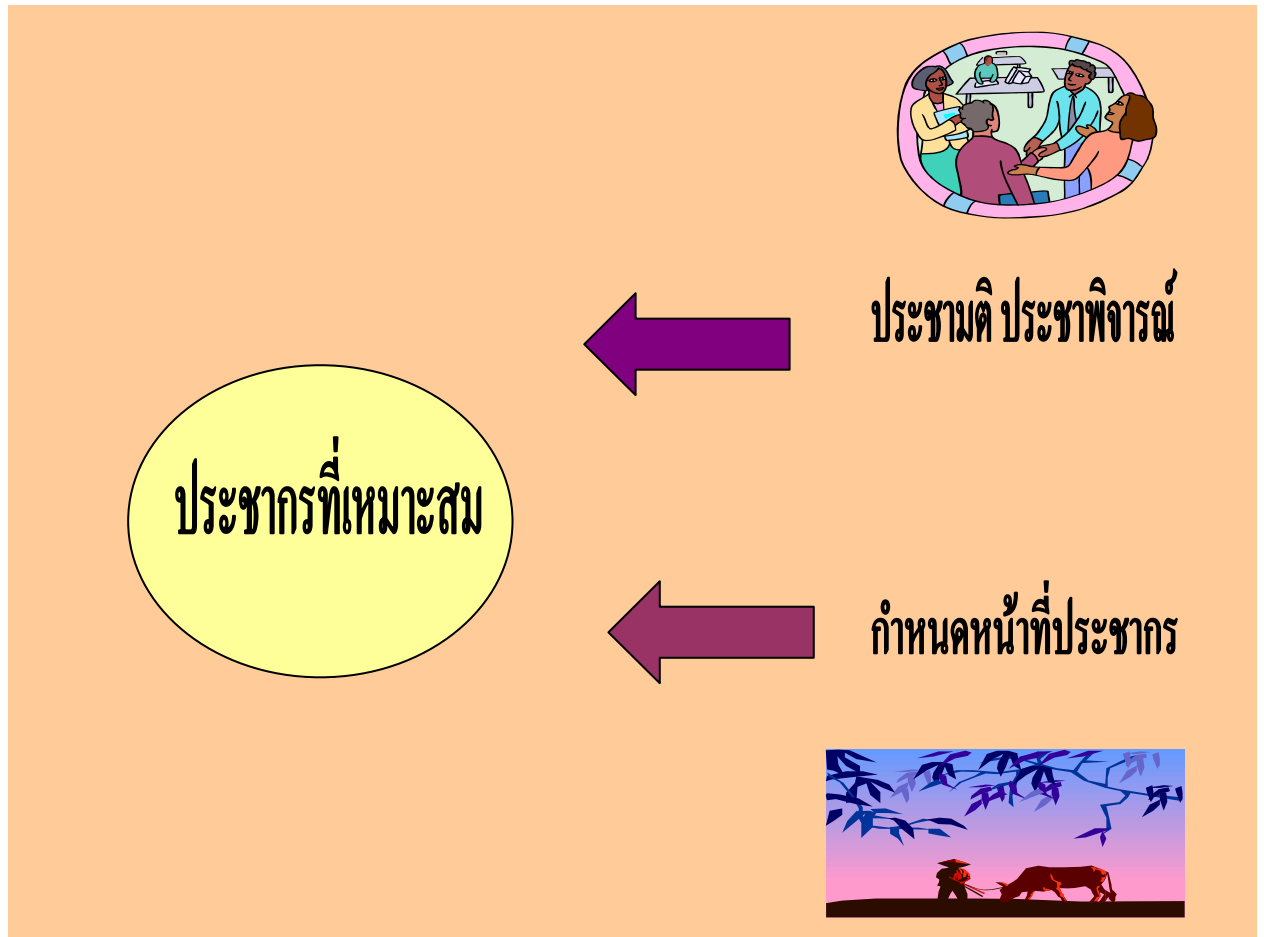 ประชามติ ประชาพิจารณ์
ประชากรที่เหมาะสม
กำหนดหน้าที่ประชากร